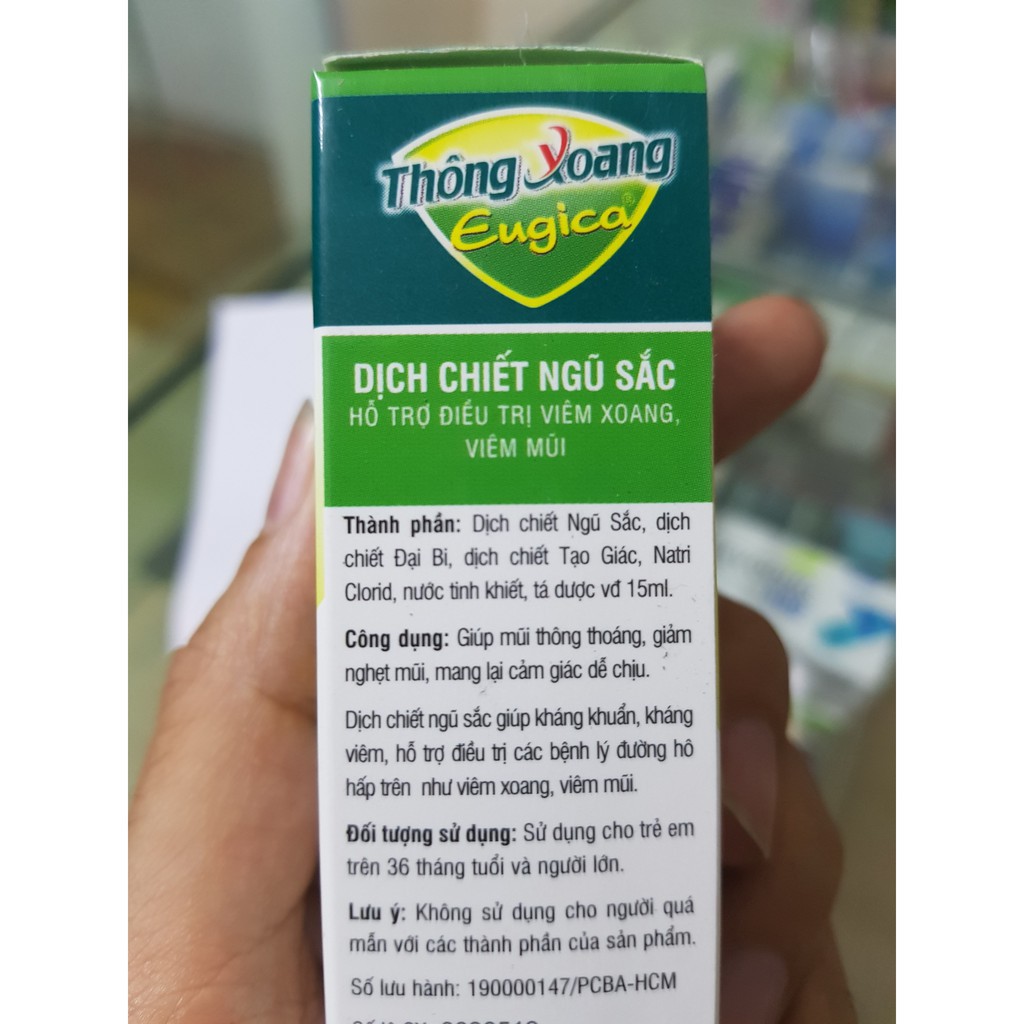 Thông Xoang
Eugica®
DỊCH CHIẾT NGŨ SẮC
HỖ TRỢ ĐIỀU TRỊ VIÊM XOANG,
VIÊM MŨI
Thành phần: Dịch chiết Ngũ Sắc, dịch
chiết Đại Bi, dịch chiết Tạo Giác, Natri
Clorid, nước tinh khiết, tá dược vđ 15ml.
Công dụng: Giúp mũi thông thoáng, giảm
nghẹt mũi, mang lại cảm giác dễ chịu.
Dịch chiết ngũ sắc giúp kháng khuẩn, kháng
viêm, hỗ trợ điều trị các bệnh lý đường hô
hấp trên như viêm xoang, viêm mũi.
Đối tượng sử dụng: Sử dụng cho trẻ em
trên 36 tháng tuổi và người lớn.
Lưu ý: Không sử dụng cho người quá
mẫn với các thành phần của sản phẩm.
Số lưu hành: 190000147/PCBA-HCM